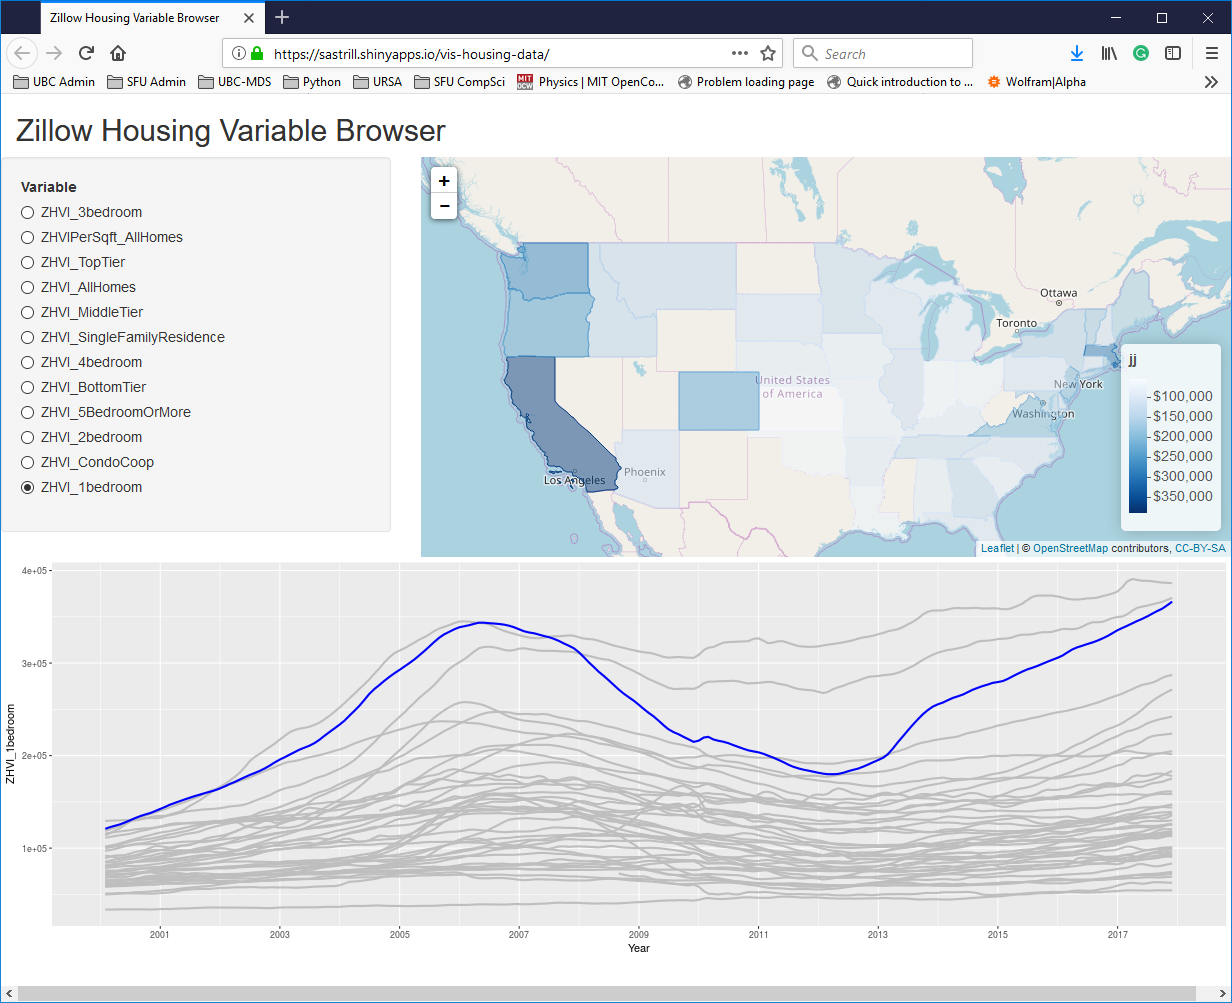 Zillow Housing Variable Browser
https://sastrill.shinyapps.io/vis-housing-data/
Search
UBC Admin
SFU Admin
UBC-MDS
Python
URSA
SFU CompSci
MIT OCW
Physics | MIT OpenCo...
Problem loading page
Quick introduction to ...
Wolfram|Alpha
Zillow Housing Variable Browser
Variable
ZHVI_3bedroom
ZHVIPerSqft_AllHomes
ZHVI_TopTier
ZHVI_AllHomes
ZHVI_MiddleTier
ZHVI_SingleFamilyResidence
ZHVI_4bedroom
ZHVI_BottomTier
ZHVI_5BedroomOrMore
ZHVI_2bedroom
ZHVI_CondoCoop
ZHVI_1bedroom
+
−
Ottawa
Toronto
United States
of America
New York
Washington
Phoenix
Los Angeles
jj
$100,000
$150,000
$200,000
$250,000
$300,000
$350,000
Leaflet | © OpenStreetMap contributors, CC-BY-SA
4e+05
3e+05
2e+05
1e+05
ZHVI_1bedroom
2001 2003 2005 2007 2009 2011 2013 2015 2017
Year